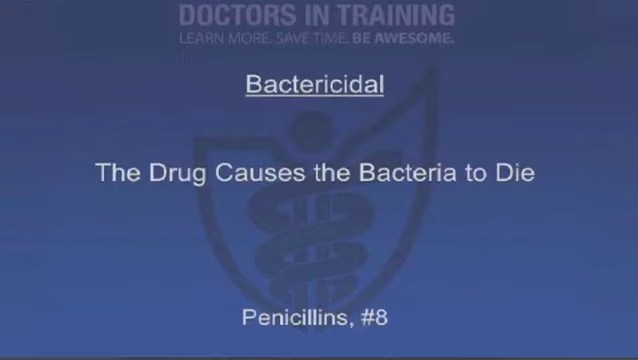 DOCTORS IN TRAINING
LEARN MORE. SAVE TIME. BE AWESOME.
Bactericidal
The Drug Causes the Bacteria to Die
Penicillins, #8